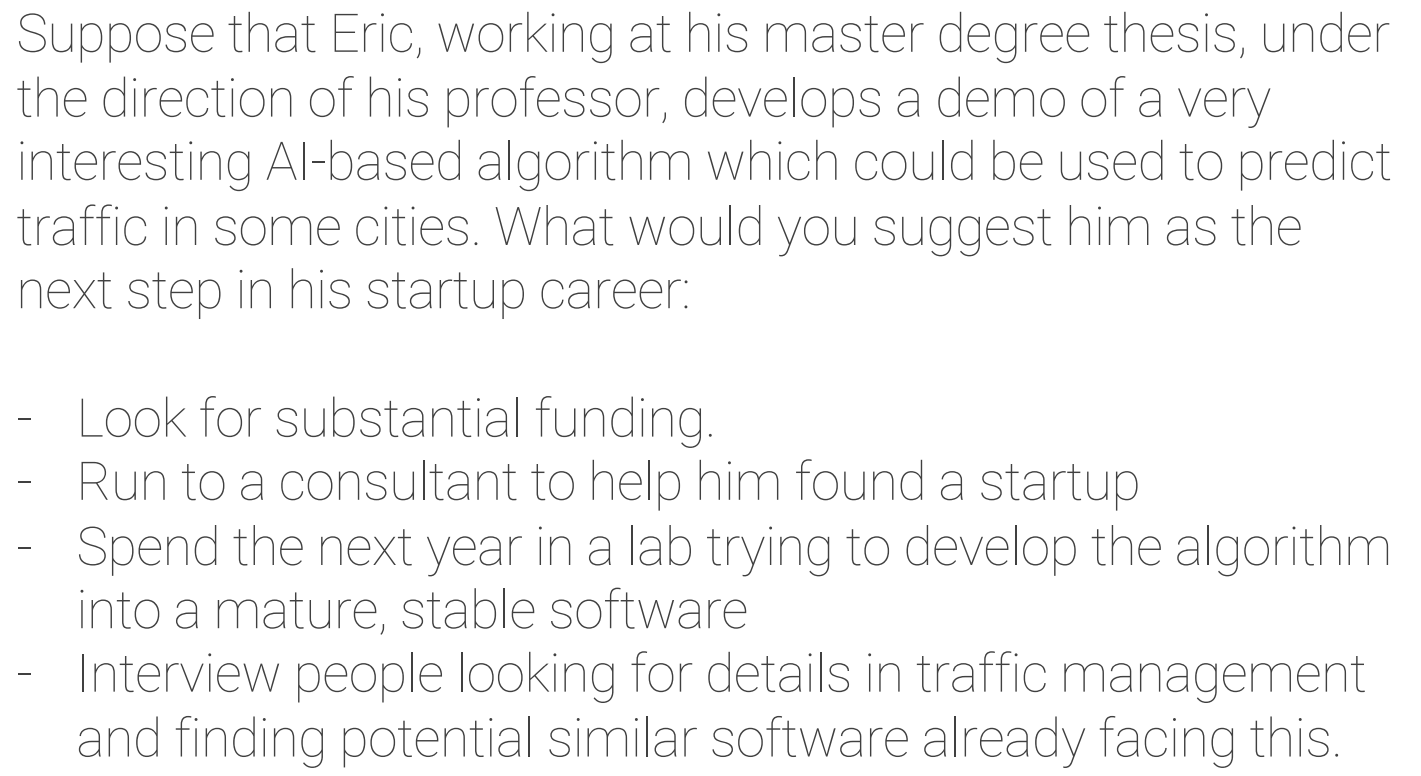 Suppose that Eric, working at his master degree thesis, under
the direction of his professor, develops a demo of a very
interesting AI-based algorithm which could be used to predict
traffic in some cities. What would you suggest him as the
next step in his startup career:
- Look for substantial funding.
- Run to a consultant to help him found a startup
- Spend the next year in a lab trying to develop the algorithm
into a mature, stable software
- Interview people looking for details in traffic management
and finding potential similar software already facing this.